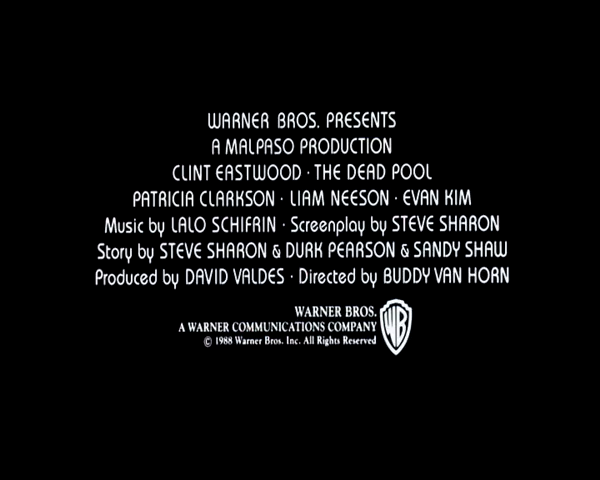 WARNER BROS. PRESENTS
A MALPASO PRODUCTION
CLINT EASTWOOD · THE DEAD POOL
PATRICIA CLARKSON · LIAM NEESON · EVAN KIM
Music by LALO SCHIFRIN · Screenplay by STEVE SHARON
Story by STEVE SHARON & DURK PEARSON & SANDY SHAW
Produced by DAVID VALDES · Directed by BUDDY VAN HORN
WARNER BROS.
A WARNER COMMUNICATIONS COMPANY
© 1988 Warner Bros. Inc. All Rights Reserved
WB